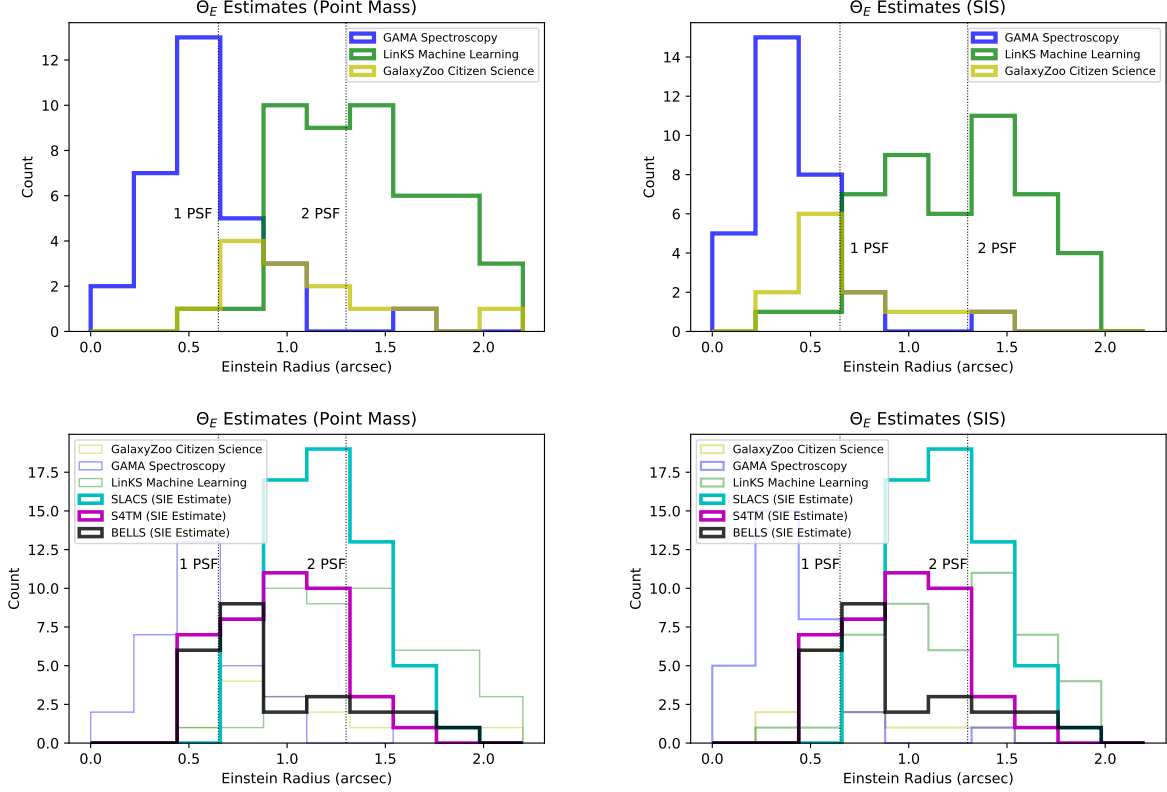 Θ_E Estimates (Point Mass)
12
10
8
6
4
2
0
Count
GAMA Spectroscopy
LinKS Machine Learning
GalaxyZoo Citizen Science
1 PSF
2 PSF
0.0 0.5 1.0 1.5 2.0
Einstein Radius (arcsec)
Θ_E Estimates (SIS)
14
12
10
8
6
4
2
0
Count
GAMA Spectroscopy
LinKS Machine Learning
GalaxyZoo Citizen Science
1 PSF
2 PSF
0.0 0.5 1.0 1.5 2.0
Einstein Radius (arcsec)
Θ_E Estimates (Point Mass)
17.5
15.0
12.5
10.0
7.5
5.0
2.5
0.0
Count
GalaxyZoo Citizen Science
GAMA Spectroscopy
LinKS Machine Learning
SLACS (SIE Estimate)
S4TM (SIE Estimate)
BELLS (SIE Estimate)
1 PSF
2 PSF
0.0 0.5 1.0 1.5 2.0
Einstein Radius (arcsec)
Θ_E Estimates (SIS)
17.5
15.0
12.5
10.0
7.5
5.0
2.5
0.0
Count
GalaxyZoo Citizen Science
GAMA Spectroscopy
LinKS Machine Learning
SLACS (SIE Estimate)
S4TM (SIE Estimate)
BELLS (SIE Estimate)
1 PSF
2 PSF
0.0 0.5 1.0 1.5 2.0
Einstein Radius (arcsec)